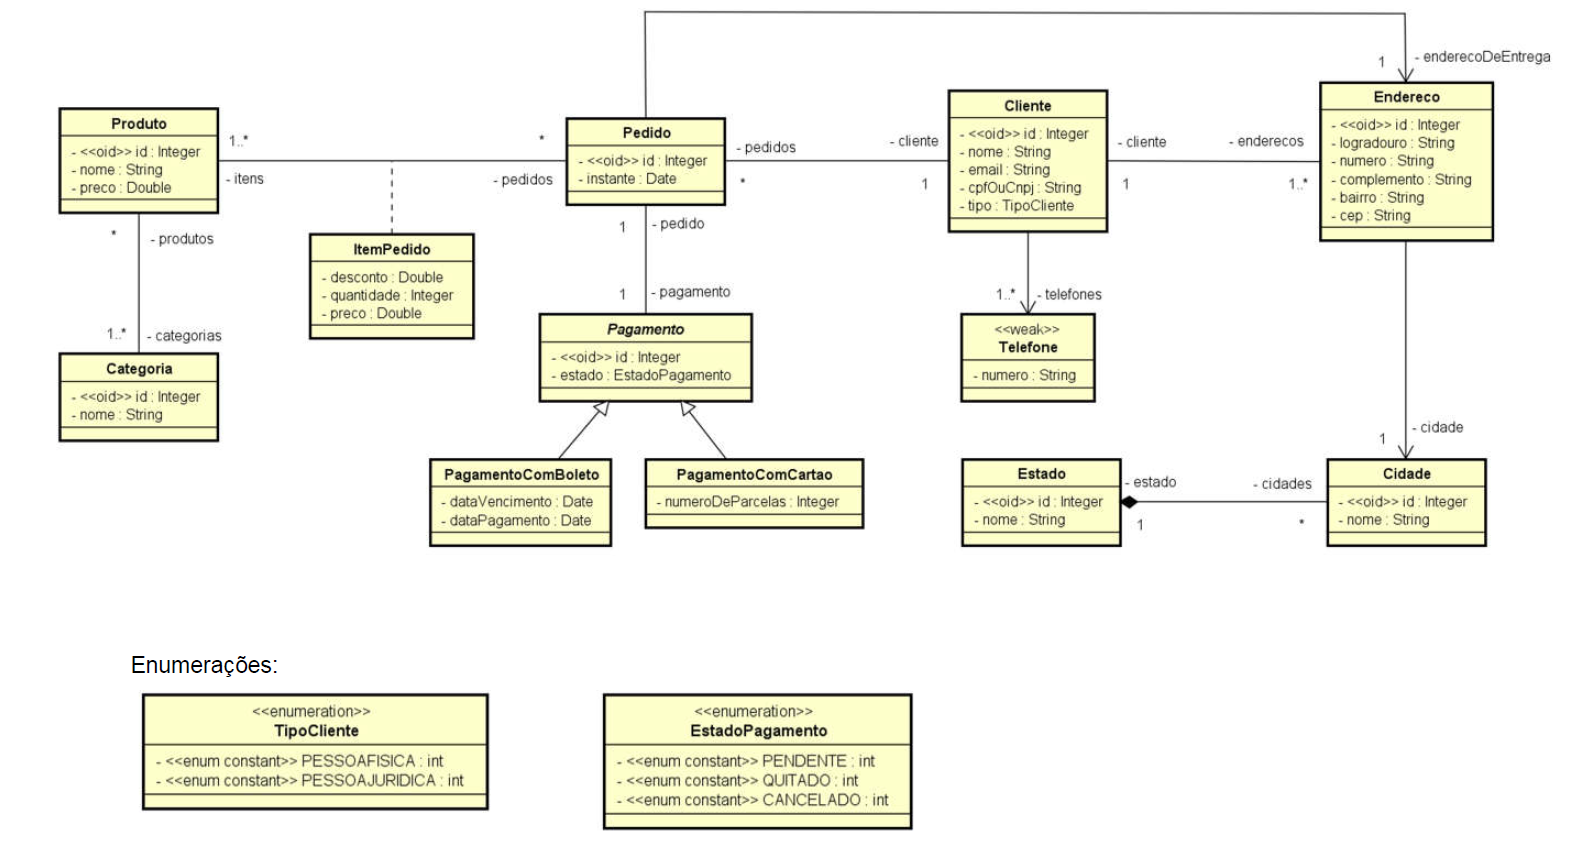 1
- enderecoDeEntrega
Produto
- <<oid>> id : Integer
- nome : String
- preco : Double
1..*
- itens
*
- pedidos
Pedido
- <<oid>> id : Integer
- instante : Date
- pedidos
*
- cliente
1
Cliente
- <<oid>> id : Integer
- nome : String
- email : String
- cpfOuCnpj : String
- tipo : TipoCliente
- cliente
1
- enderecos
1..*
Endereco
- <<oid>> id : Integer
- logradouro : String
- numero : String
- complemento : String
- bairro : String
- cep : String
*
- produtos
ItemPedido
- desconto : Double
- quantidade : Integer
- preco : Double
1
- pedido
1
- pagamento
1..*
- telefones
1..*
- categorias
Categoria
- <<oid>> id : Integer
- nome : String
Pagamento
- <<oid>> id : Integer
- estado : EstadoPagamento
<<weak>>
Telefone
- numero : String
1
- cidade
PagamentoComBoleto
- dataVencimento : Date
- dataPagamento : Date
PagamentoComCartao
- numeroDeParcelas : Integer
Estado
- <<oid>> id : Integer
- nome : String
- estado
1
- cidades
*
Cidade
- <<oid>> id : Integer
- nome : String
Enumerações:
<<enumeration>>
TipoCliente
- <<enum constant>> PESSOAFISICA : int
- <<enum constant>> PESSOAJURIDICA : int
<<enumeration>>
EstadoPagamento
- <<enum constant>> PENDENTE : int
- <<enum constant>> QUITADO : int
- <<enum constant>> CANCELADO : int